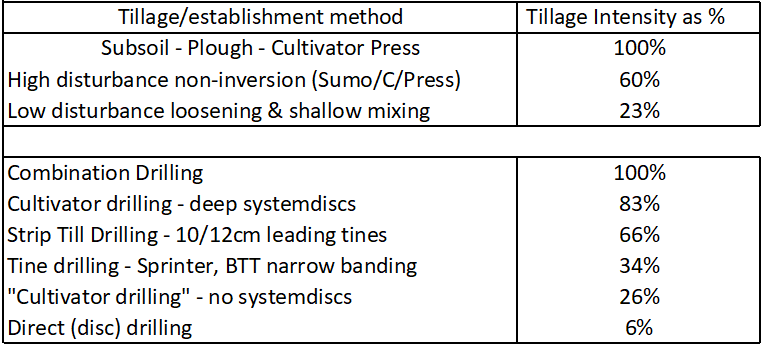 Tillage/establishment method Tillage Intensity as %
Subsoil - Plough - Cultivator Press 100%
High disturbance non-inversion (Sumo/C/Press) 60%
Low disturbance loosening & shallow mixing 23%
Combination Drilling 100%
Cultivator drilling - deep systemdiscs 83%
Strip Till Drilling - 10/12cm leading tines 66%
Tine drilling - Sprinter, BTT narrow banding 34%
"Cultivator drilling" - no systemdiscs 26%
Direct (disc) drilling 6%